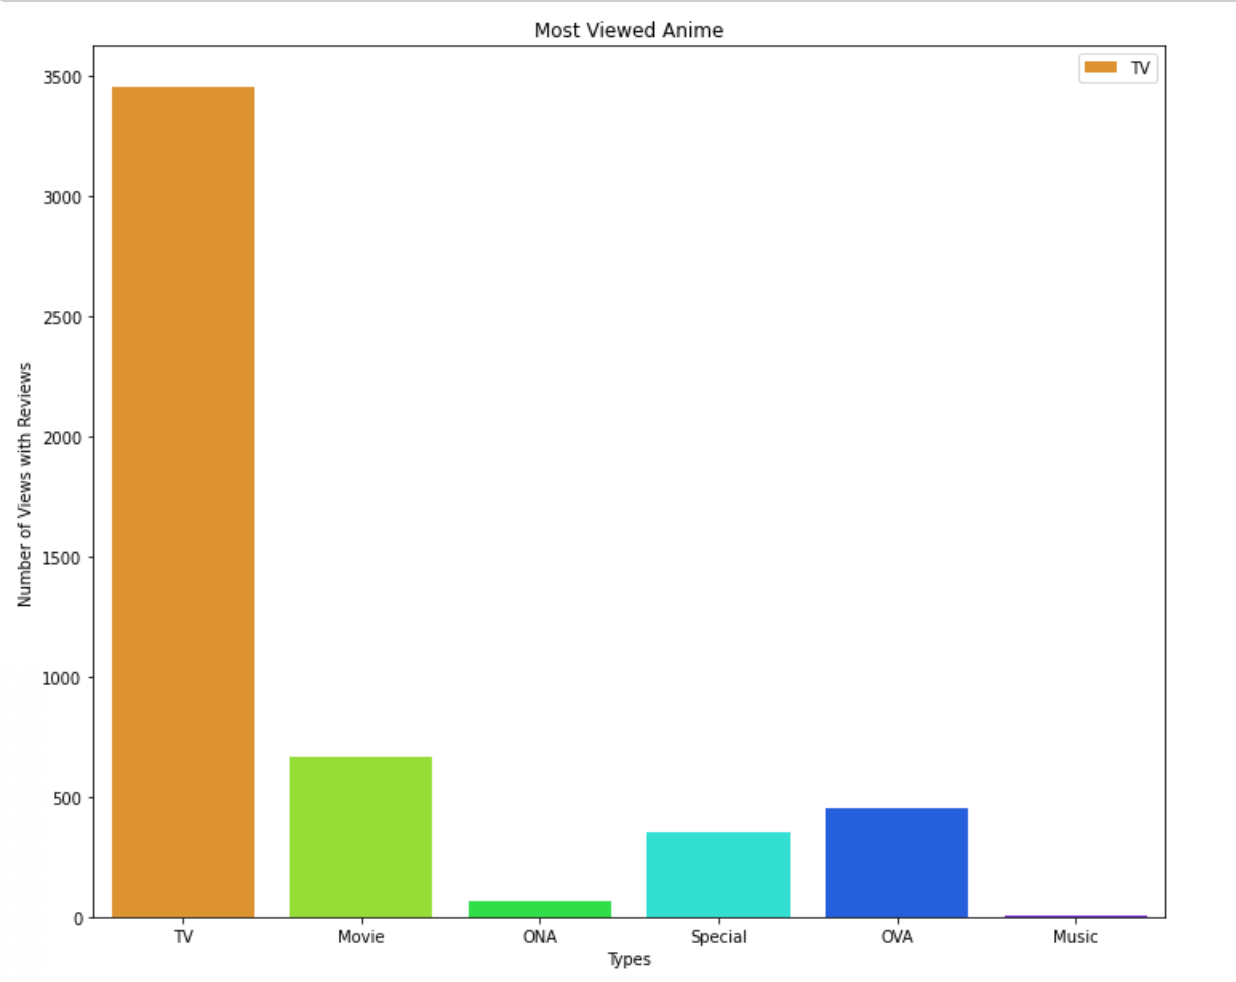 Most Viewed Anime
TV
3500
3000
2500
2000
1500
1000
500
0
Number of Views with Reviews
TV
Movie
ONA
Special
OVA
Music
Types